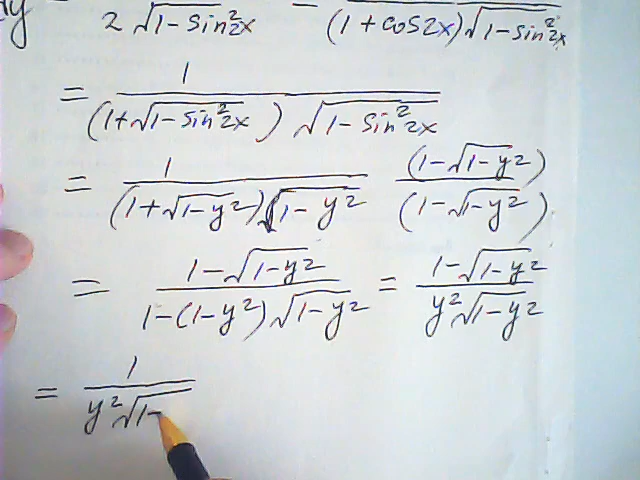 2 √1-sin²2x = (1+cos2x)√1-sin²2x
= 1/(1+√1-sin²2x) √1-sin²2x
= 1/(1+√1-y²)√1-y² (1-√1-y²)/(1-√1-y²)
= 1-√1-y²/1-(1-y²)√1-y² = 1-√1-y²/y²√1-y²
= 1/y²√1-